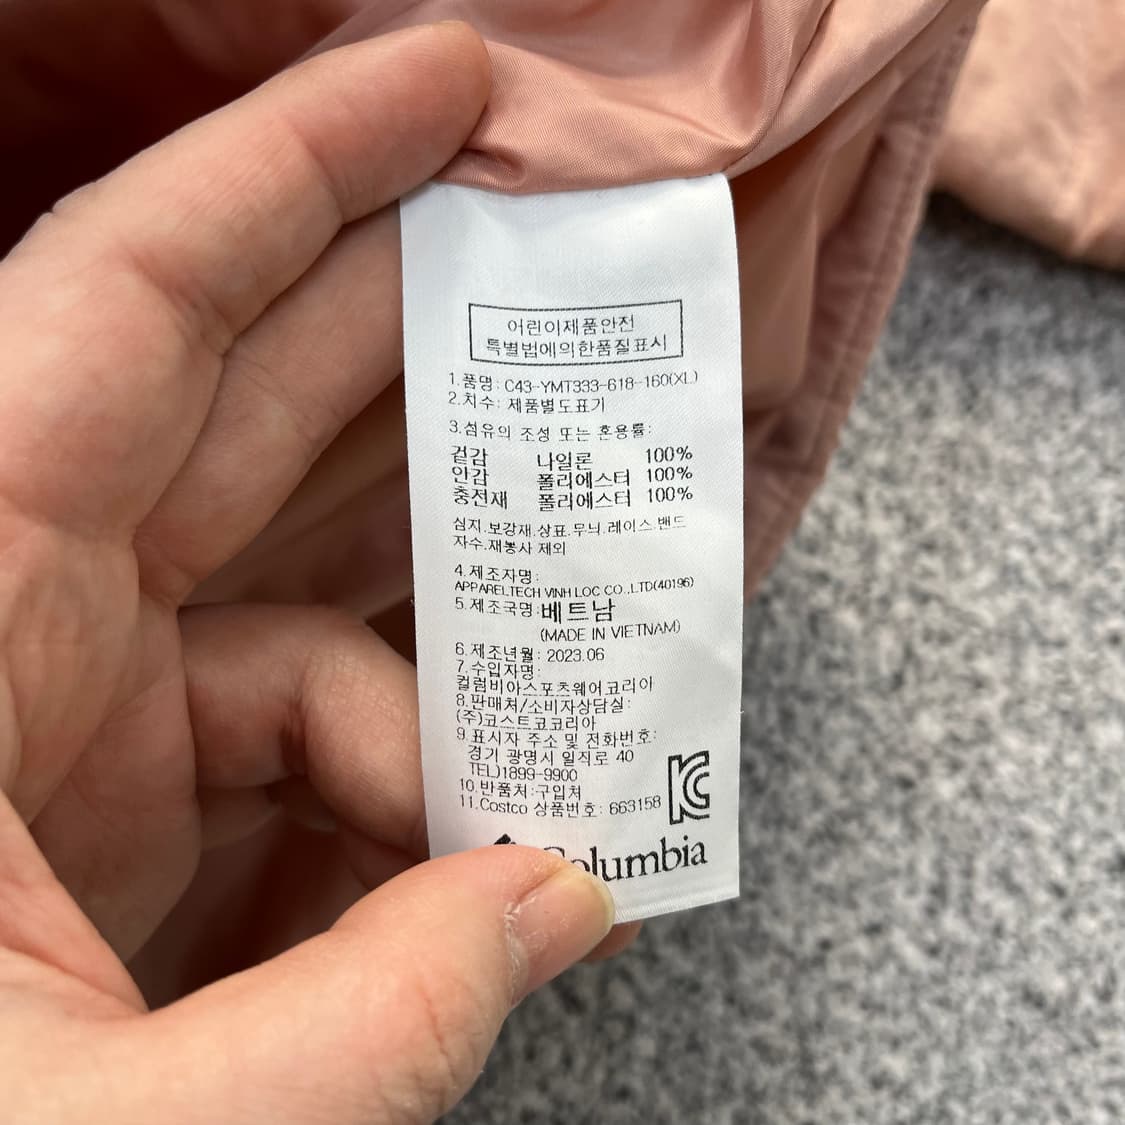 어린이제품안전
특별법에의한품질표시
1.품명: C43-YMT333-618-160(XL)
2.치수: 제품별도표기
3.섬유의 조성 또는 혼용률:
겉감 나일론 100%
안감 폴리에스터 100%
충전재 폴리에스터 100%
심지.보강재.상표.무늬.레이스.밴드
자수.재봉사 제외
4.제조자명:
APPARELTECH VINH LOC CO.,LTD(40196)
5.제조국명:베트남
(MADE IN VIETNAM)
6.제조년월: 2023.06
7.수입자명:
컬럼비아스포츠웨어코리아
8.판매처/소비자상담실:
(주)코스트코코리아
9.표시자 주소 및 전화번호:
경기 광명시 일직로 40
TEL)1899-9900
10.반품처:구입처
11.Costco 상품번호: 663158
KC
Columbia